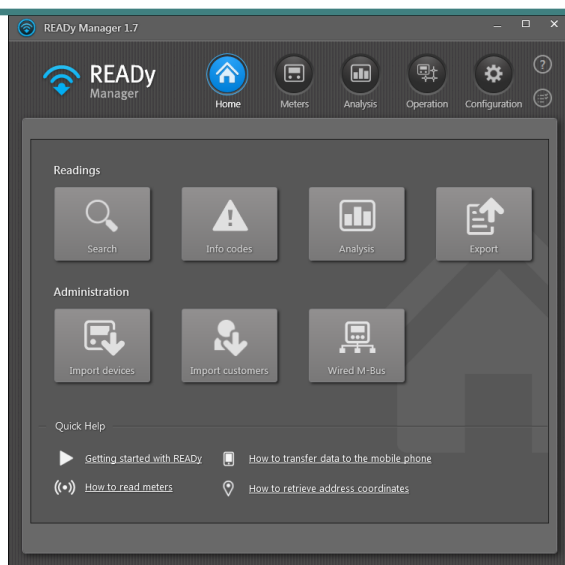 READy Manager 1.7
READy
Manager
Home Meters Analysis Operation Configuration
?
Readings
Search Info codes Analysis Export
Administration
Import devices Import customers Wired M-Bus
Quick Help
Getting started with READy How to transfer data to the mobile phone
How to read meters How to retrieve address coordinates